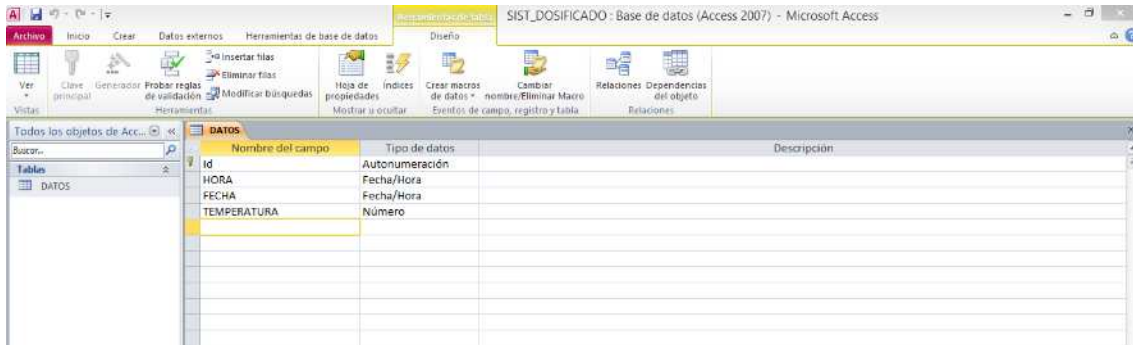 Herramientas de tabla
SIST_DOSIFICADO : Base de datos (Access 2007) - Microsoft Access
Archivo Inicio Crear Datos externos Herramientas de base de datos Diseño
Ver
Clave principal
Generador
Probar reglas de validación
Insertar filas
Eliminar filas
Modificar búsquedas
Hoja de propiedades
Índices
Crear macros de datos
Cambiar nombre/Eliminar Macro
Relaciones
Dependencias del objeto
Vistas Herramientas Mostrar u ocultar Eventos de campo, registro y tabla Relaciones
Todos los objetos de Acc...
Buscar...
Tablas
DATOS
DATOS
Nombre del campo Tipo de datos Descripción
Id Autonumeración
HORA Fecha/Hora
FECHA Fecha/Hora
TEMPERATURA Número